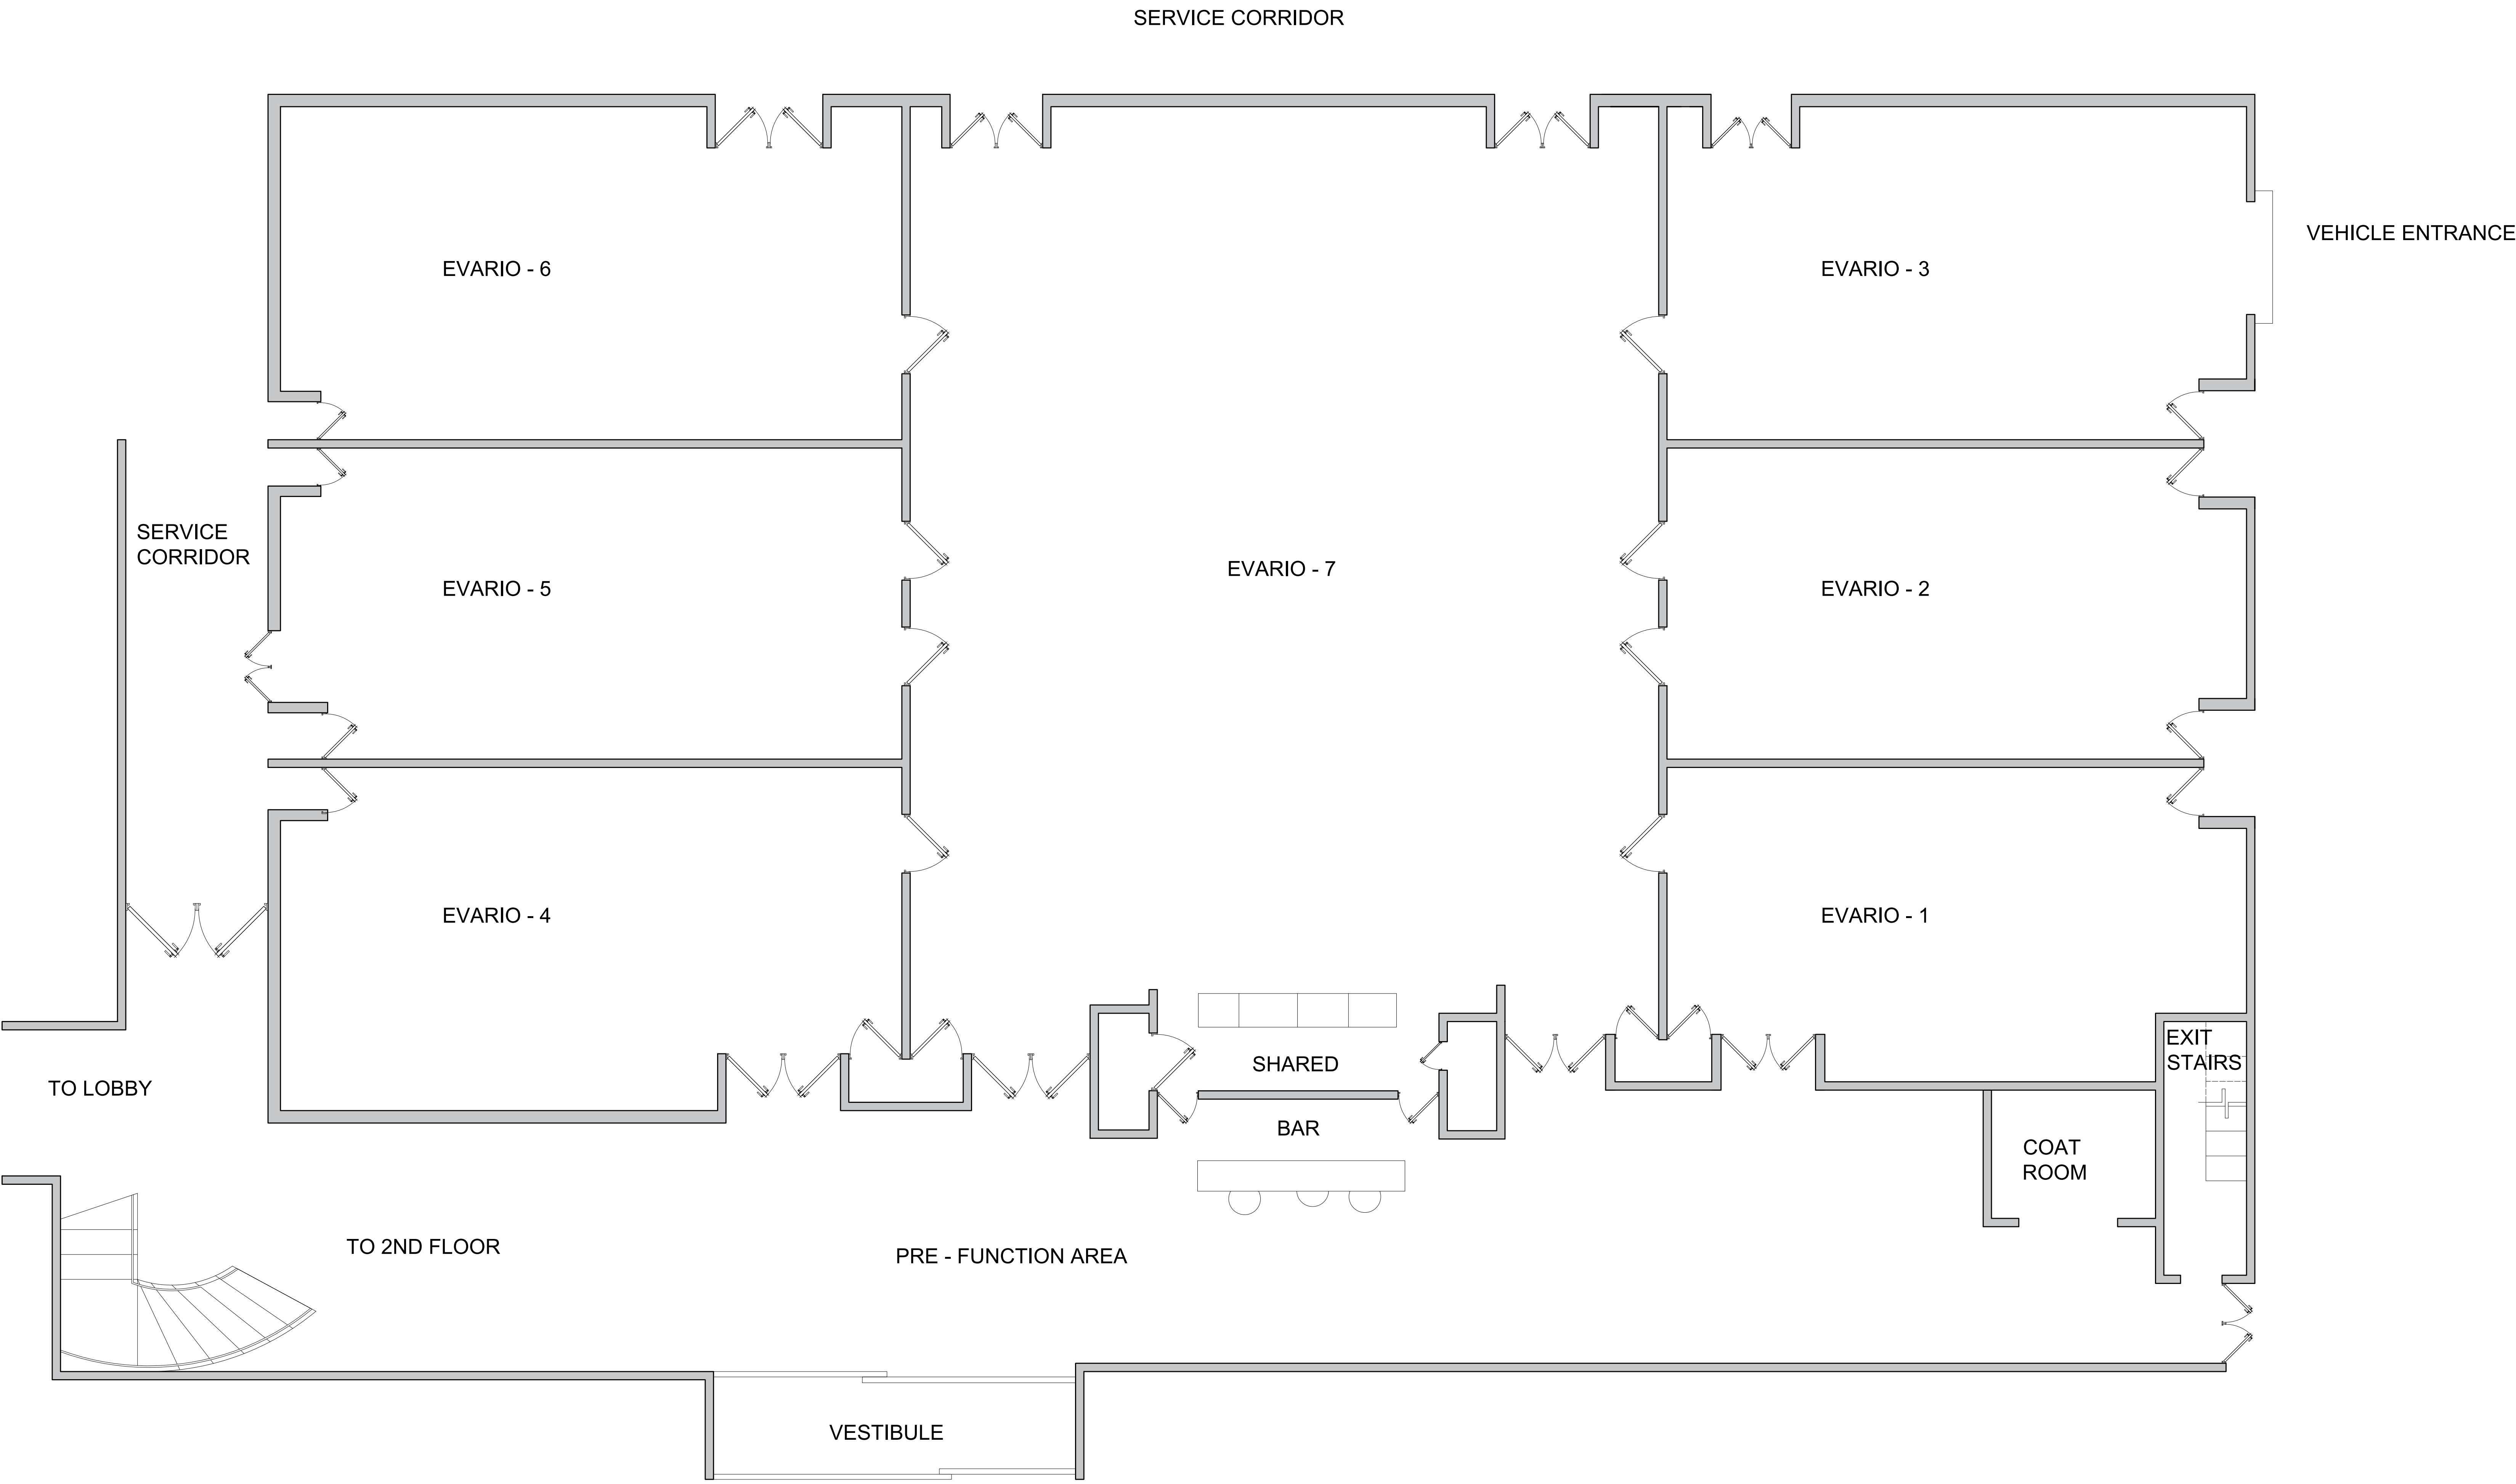 SERVICE CORRIDOR
VEHICLE ENTRANCE
EVARIO - 6
EVARIO - 3
SERVICE
CORRIDOR
EVARIO - 7
EVARIO - 5
EVARIO - 2
EVARIO - 4
EVARIO - 1
EXIT
STAIRS
SHARED
TO LOBBY
BAR
COAT
ROOM
TO 2ND FLOOR
PRE - FUNCTION AREA
VESTIBULE